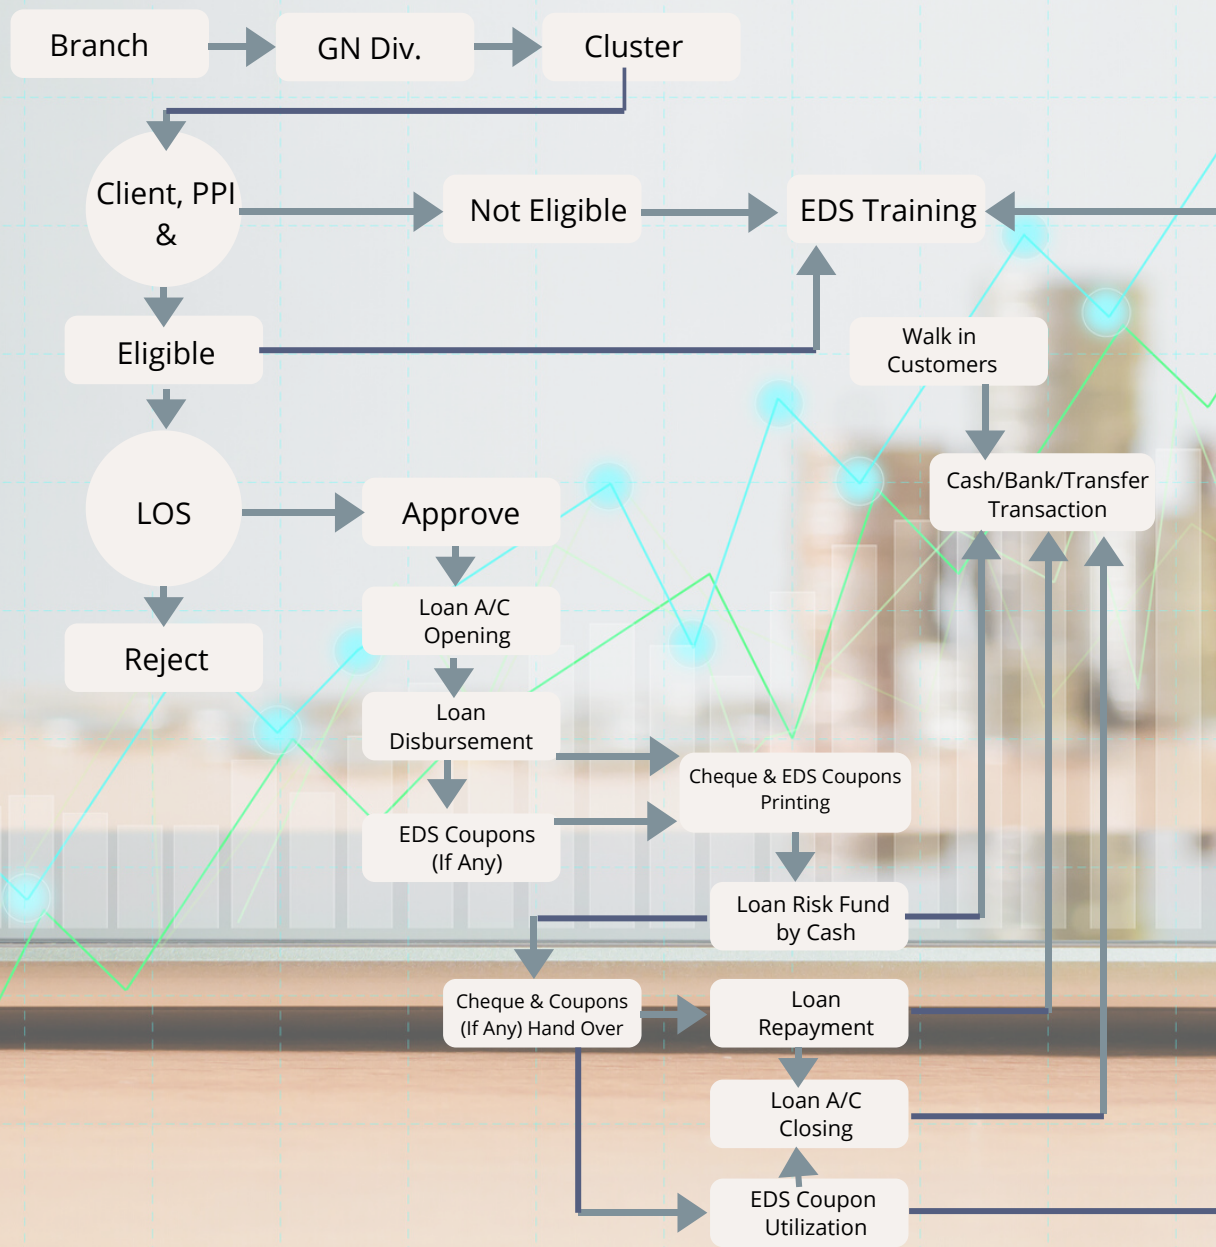 Branch
GN Div.
Cluster
Client, PPI
&
Not Eligible
EDS Training
Eligible
Walk in
Customers
Cash/Bank/Transfer
Transaction
LOS
Approve
Loan A/C
Opening
Reject
Loan
Disbursement
Cheque & EDS Coupons
Printing
EDS Coupons
(If Any)
Loan Risk Fund
by Cash
Cheque & Coupons
(If Any) Hand Over
Loan
Repayment
Loan A/C
Closing
EDS Coupon
Utilization